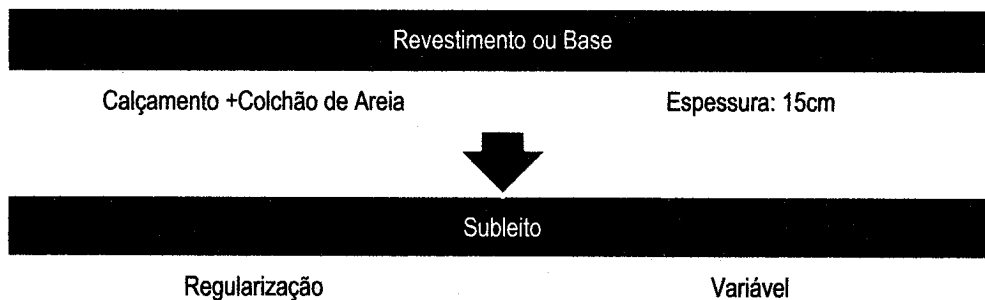 Revestimento ou Base
Calçamento +Colchão de Areia Espessura: 15cm
Subleito
Regularização Variável